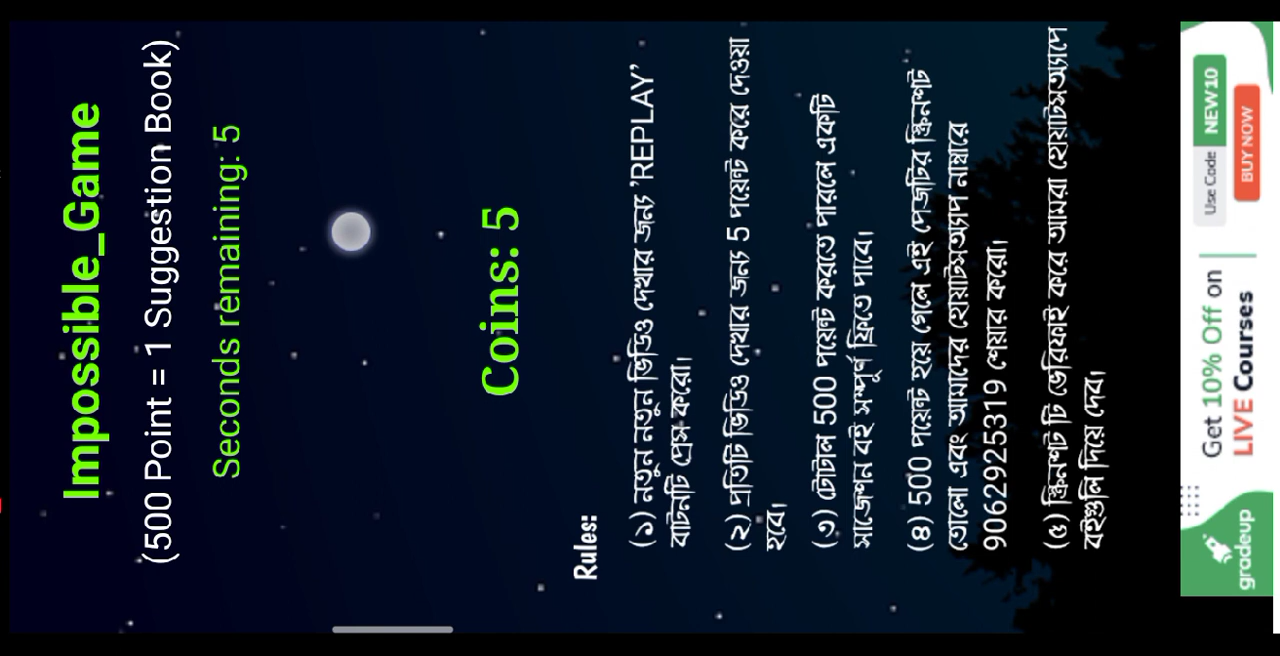 Impossible_Game
(500 Point = 1 Suggestion Book)
Seconds remaining: 5
Coins: 5
Rules:
(১) নতুন নতুন ভিডিও দেখার জন্য 'REPLAY'
বাটনটি প্রেস করো।
(২) প্রতিটি ভিডিও দেখার জন্য 5 পয়েন্ট করে দেওয়া
হবে।
(৩) টোটাল 500 পয়েন্ট করতে পারলে একটি
সাজেশন বই সম্পূর্ণ ফ্রিতে পাবে।
(৪) 500 পয়েন্ট হয়ে গেলে এই পেজটির স্ক্রিনশট
তোলো এবং আমাদের হোয়াটসঅ্যাপ নাম্বারে
9062925319 শেয়ার করো।
(৫) স্ক্রিনশট টি ভেরিফাই করে আমরা হোয়াটসঅ্যাপে
বইগুলি দিয়ে দেব।
gradeup
Get 10% Off on
LIVE Courses
Use Code NEW10
BUY NOW